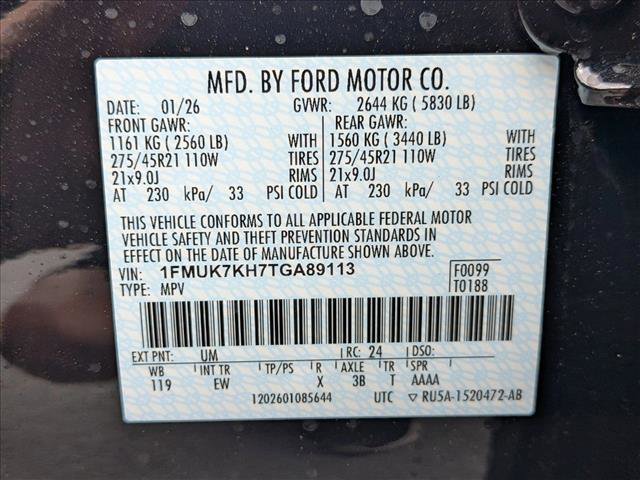 MFD. BY FORD MOTOR CO.
DATE: 01/26 GVWR: 2644 KG ( 5830 LB)
FRONT GAWR: REAR GAWR:
1161 KG ( 2560 LB) WITH 1560 KG ( 3440 LB) WITH
275/45R21 110W TIRES 275/45R21 110W TIRES
21x9.0J RIMS 21x9.0J RIMS
AT 230 kPa/ 33 PSI COLD AT 230 kPa/ 33 PSI COLD
THIS VEHICLE CONFORMS TO ALL APPLICABLE FEDERAL MOTOR
VEHICLE SAFETY AND THEFT PREVENTION STANDARDS IN
EFFECT ON THE DATE OF MANUFACTURE SHOWN ABOVE.
VIN: 1FMUK7KH7TGA89113 F0099
TYPE: MPV T0188
EXT PNT: UM RC: 24 DSO:
WB INT TR TP/PS R AXLE TR SPR
119 EW X 3B T AAAA
1202601085644 UTC ▽ RU5A-1520472-AB